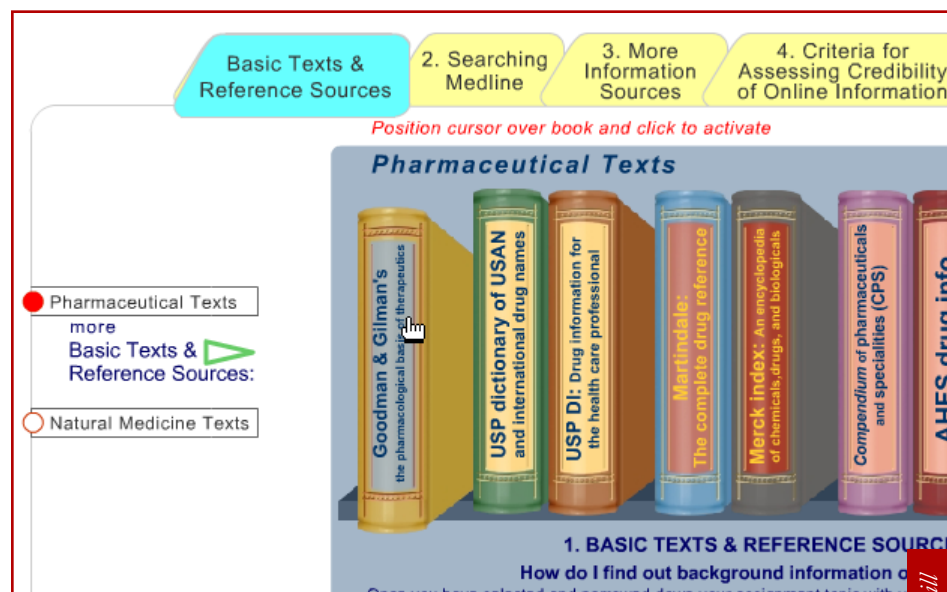 Basic Texts &
Reference Sources
2. Searching
Medline
3. More
Information
Sources
4. Criteria for
Assessing Credibility
of Online Information
Position cursor over book and click to activate
Pharmaceutical Texts
Goodman & Gilman's
the pharmacological basis of therapeutics
USP dictionary of USAN
and international drug names
USP DI: Drug information for
the health care professional
Martindale:
The complete drug reference
Merck index: An encyclopedia
of chemicals,drugs, and biologicals
Compendium of pharmaceuticals
and specialities (CPS)
AHFS drug info
Pharmaceutical Texts
more
Basic Texts &
Reference Sources:
Natural Medicine Texts
1. BASIC TEXTS & REFERENCE SOURC
How do I find out background information o